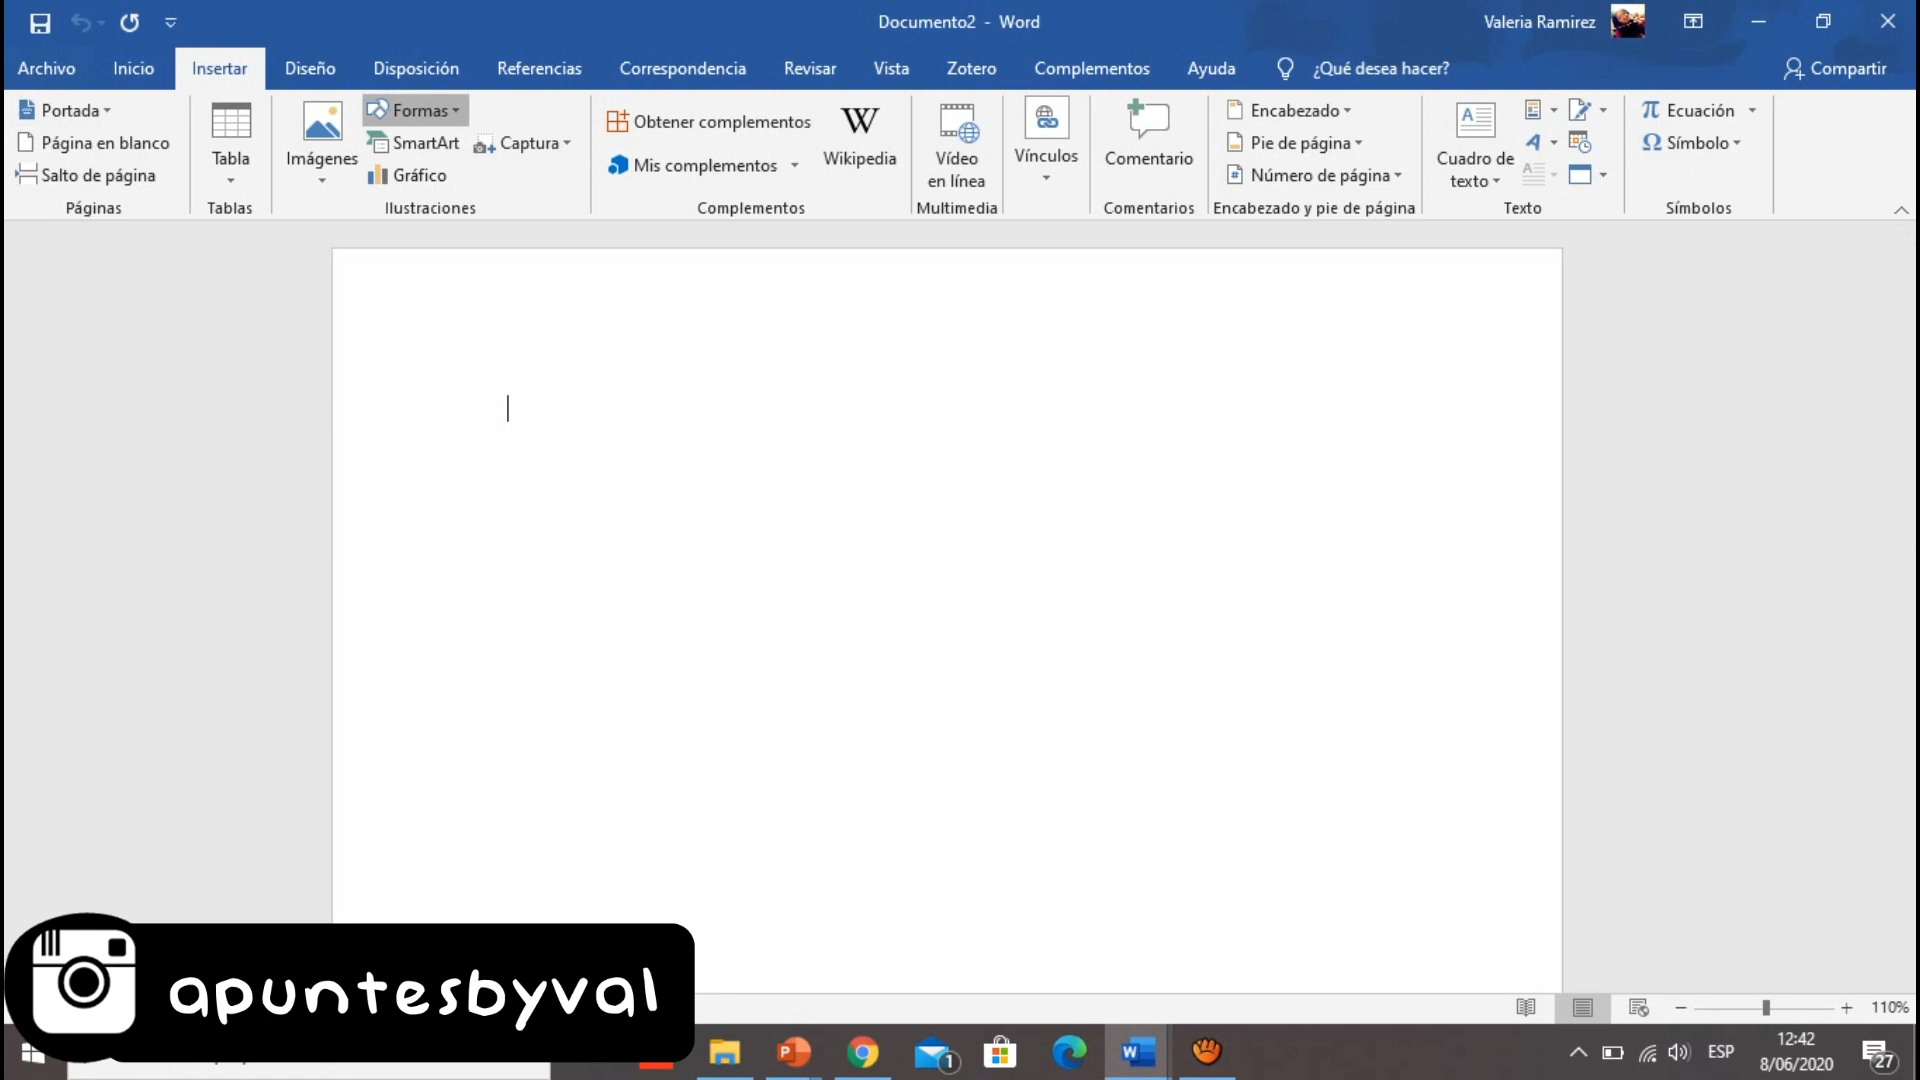 Documento2 - Word
Valeria Ramirez
Archivo Inicio Insertar Diseño Disposición Referencias Correspondencia Revisar Vista Zotero Complementos Ayuda ¿Qué desea hacer? Compartir
Portada
Página en blanco
Salto de página
Páginas
Tabla
Tablas
Imágenes
Formas
SmartArt
Gráfico
Captura
Ilustraciones
Obtener complementos
Mis complementos
W
Wikipedia
Complementos
Vídeo
en línea
Multimedia
Vínculos
Comentario
Comentarios
Encabezado
Pie de página
Número de página
Encabezado y pie de página
Cuadro de
texto
Texto
π Ecuación
Ω Símbolo
Símbolos
apuntesbyval
110%
1
ESP
12:42
8/06/2020
27